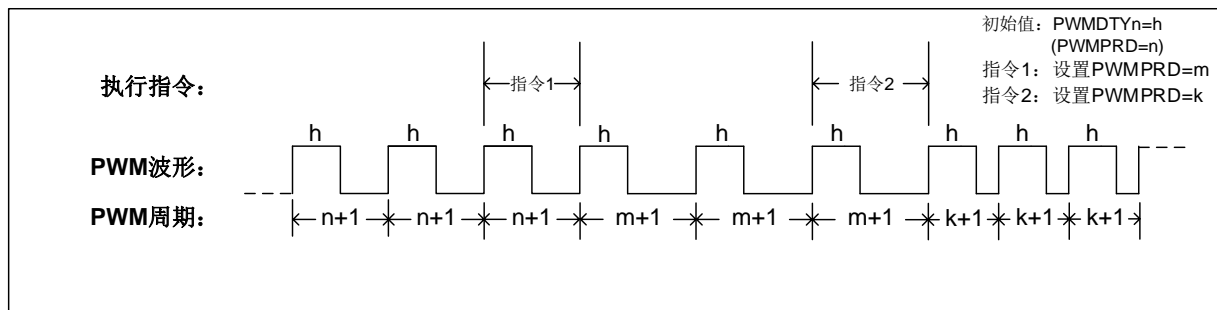 初始值：PWMDTYn=h
(PWMPRD=n)
指令1：设置PWMPRD=m
指令2：设置PWMPRD=k
执行指令： 指令1 指令2
h h h h h h h h h
PWM波形：
PWM周期： n+1 n+1 n+1 m+1 m+1 m+1 k+1 k+1 k+1